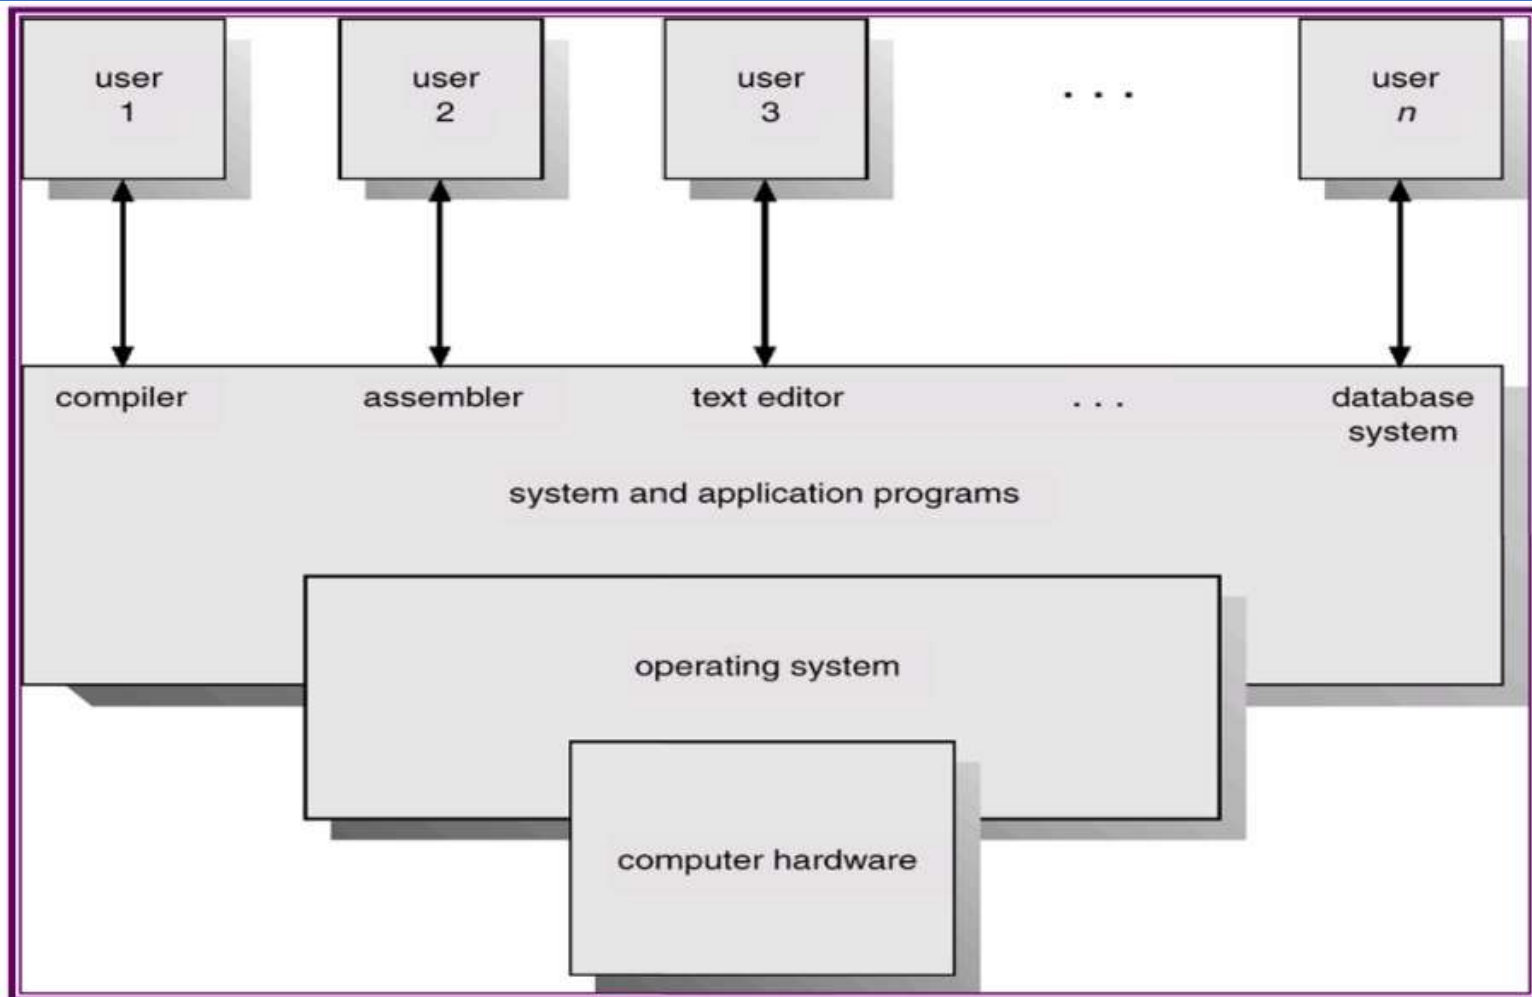 user
1
user
2
user
3
. . .
user
n
compiler
assembler
text editor
. . .
database
system
system and application programs
operating system
computer hardware